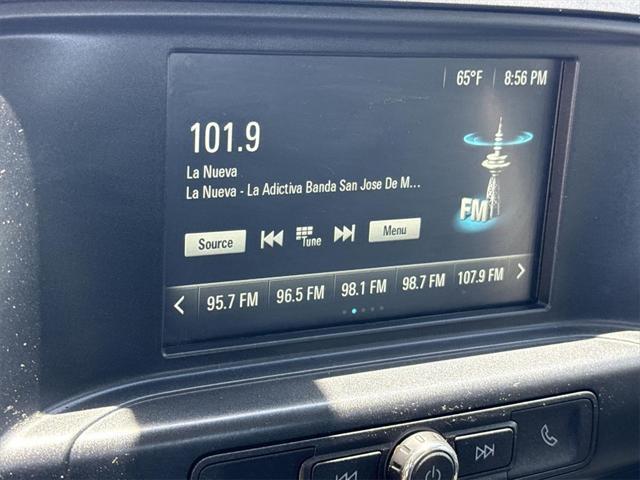 65°F 8:56 PM
101.9
La Nueva
La Nueva - La Adictiva Banda San Jose De M...
FM
Source Tune Menu
95.7 FM 96.5 FM 98.1 FM 98.7 FM 107.9 FM